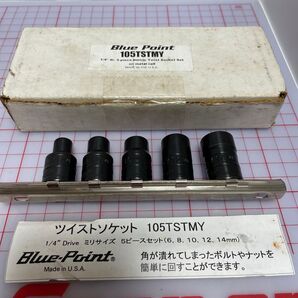 Blue Point
105TSTMY
1/4" dr. 5 piece metric Twist Socket Set
on metal rail
Made in U.S.A.
ツイストソケット 105TSTMY
1/4" Drive ミリサイズ 5ピースセット(6, 8, 10, 12, 14mm)
Blue-Point®
Made in U.S.A.
角が潰れてしまったボルトやナットを
簡単に回すことができます。